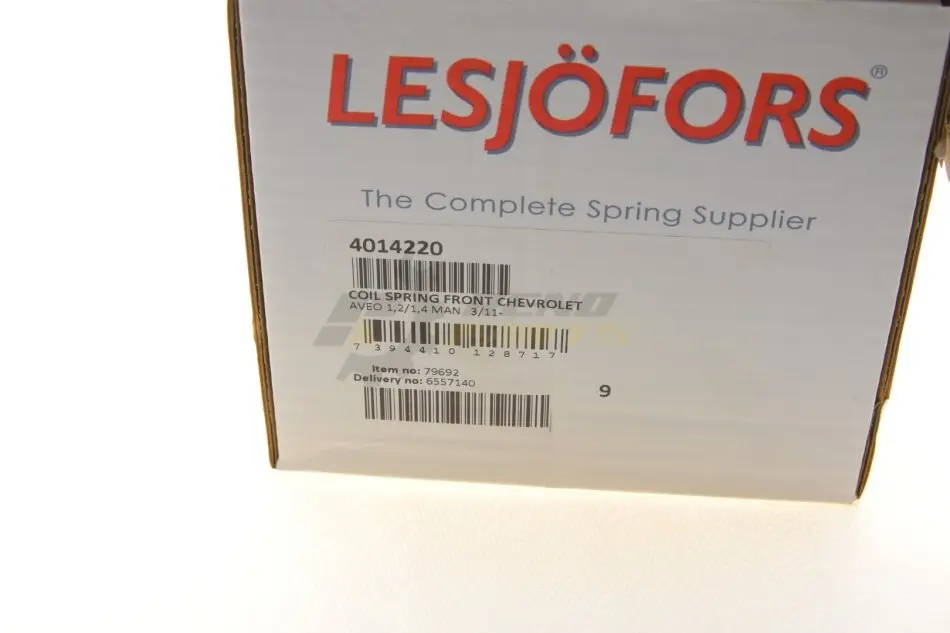 LESJÖFORS®
The Complete Spring Supplier
4014220
COIL SPRING FRONT CHEVROLET
AVEO 1,2/1,4 MAN 3/11-
7 394410 128717
Item no: 79692
Delivery no: 6557140
9